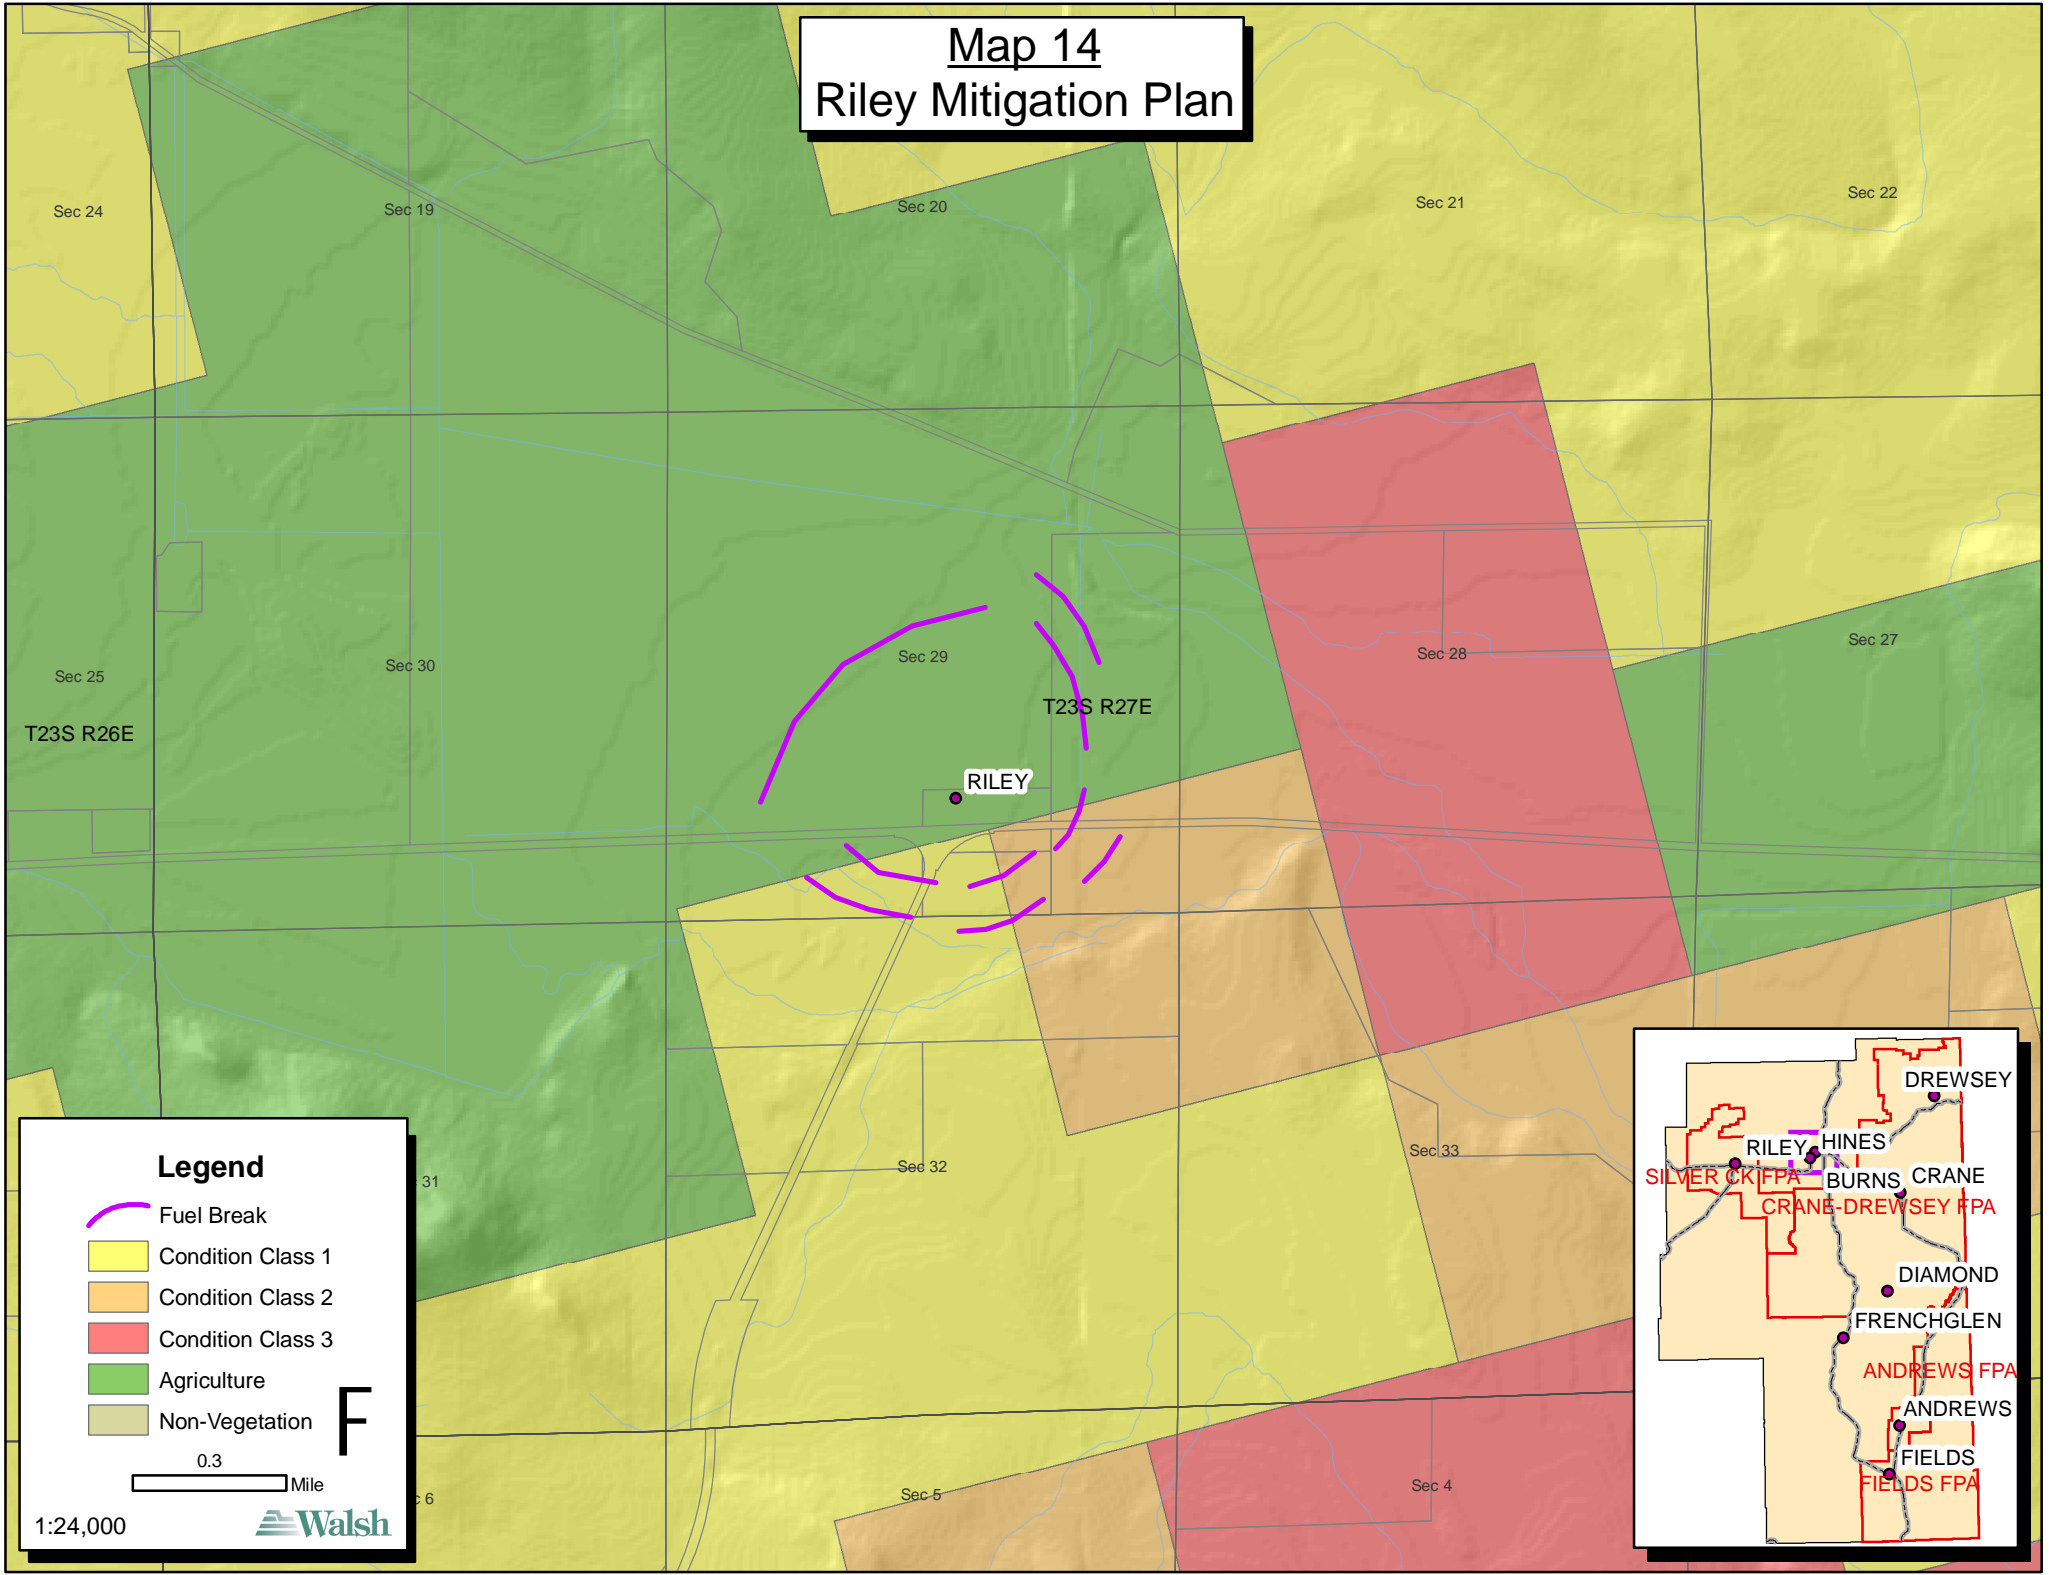 Map 14
Riley Mitigation Plan
Sec 24
Sec 19
Sec 20
Sec 21
Sec 22
Sec 25
Sec 30
Sec 29
Sec 28
Sec 27
T23S R26E
T23S R27E
RILEY
31
Sec 32
Sec 33
c 6
Sec 5
Sec 4
Legend
Fuel Break
Condition Class 1
Condition Class 2
Condition Class 3
Agriculture
Non-Vegetation
F
0.3
Mile
1:24,000
Walsh
DREWSEY
RILEY
HINES
SILVER CK FPA
BURNS
CRANE
CRANE-DREWSEY FPA
DIAMOND
FRENCHGLEN
ANDREWS FPA
ANDREWS
FIELDS
FIELDS FPA